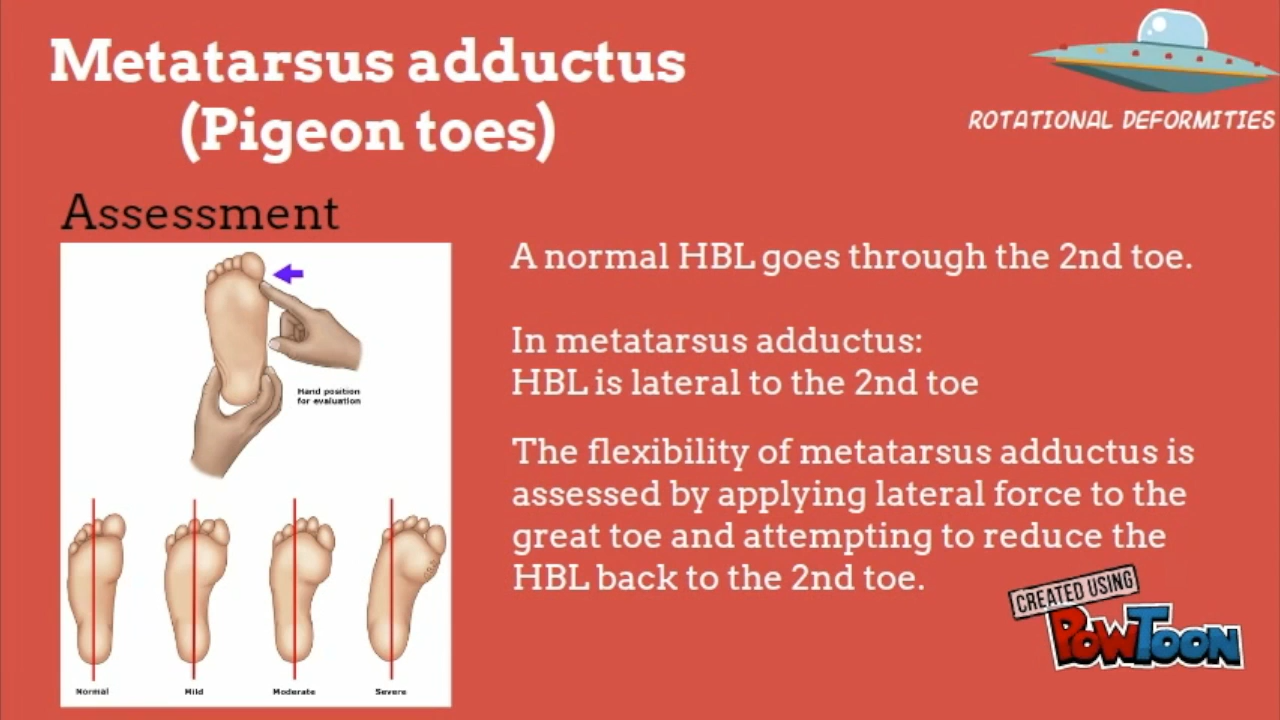 Metatarsus adductus
(Pigeon toes)
ROTATIONAL DEFORMITIES
Assessment
A normal HBL goes through the 2nd toe.
In metatarsus adductus:
HBL is lateral to the 2nd toe
The flexibility of metatarsus adductus is
assessed by applying lateral force to the
great toe and attempting to reduce the
HBL back to the 2nd toe.
Hand position
for evaluation
Normal
Mild
Moderate
Severe
CREATED USING
POWTOON